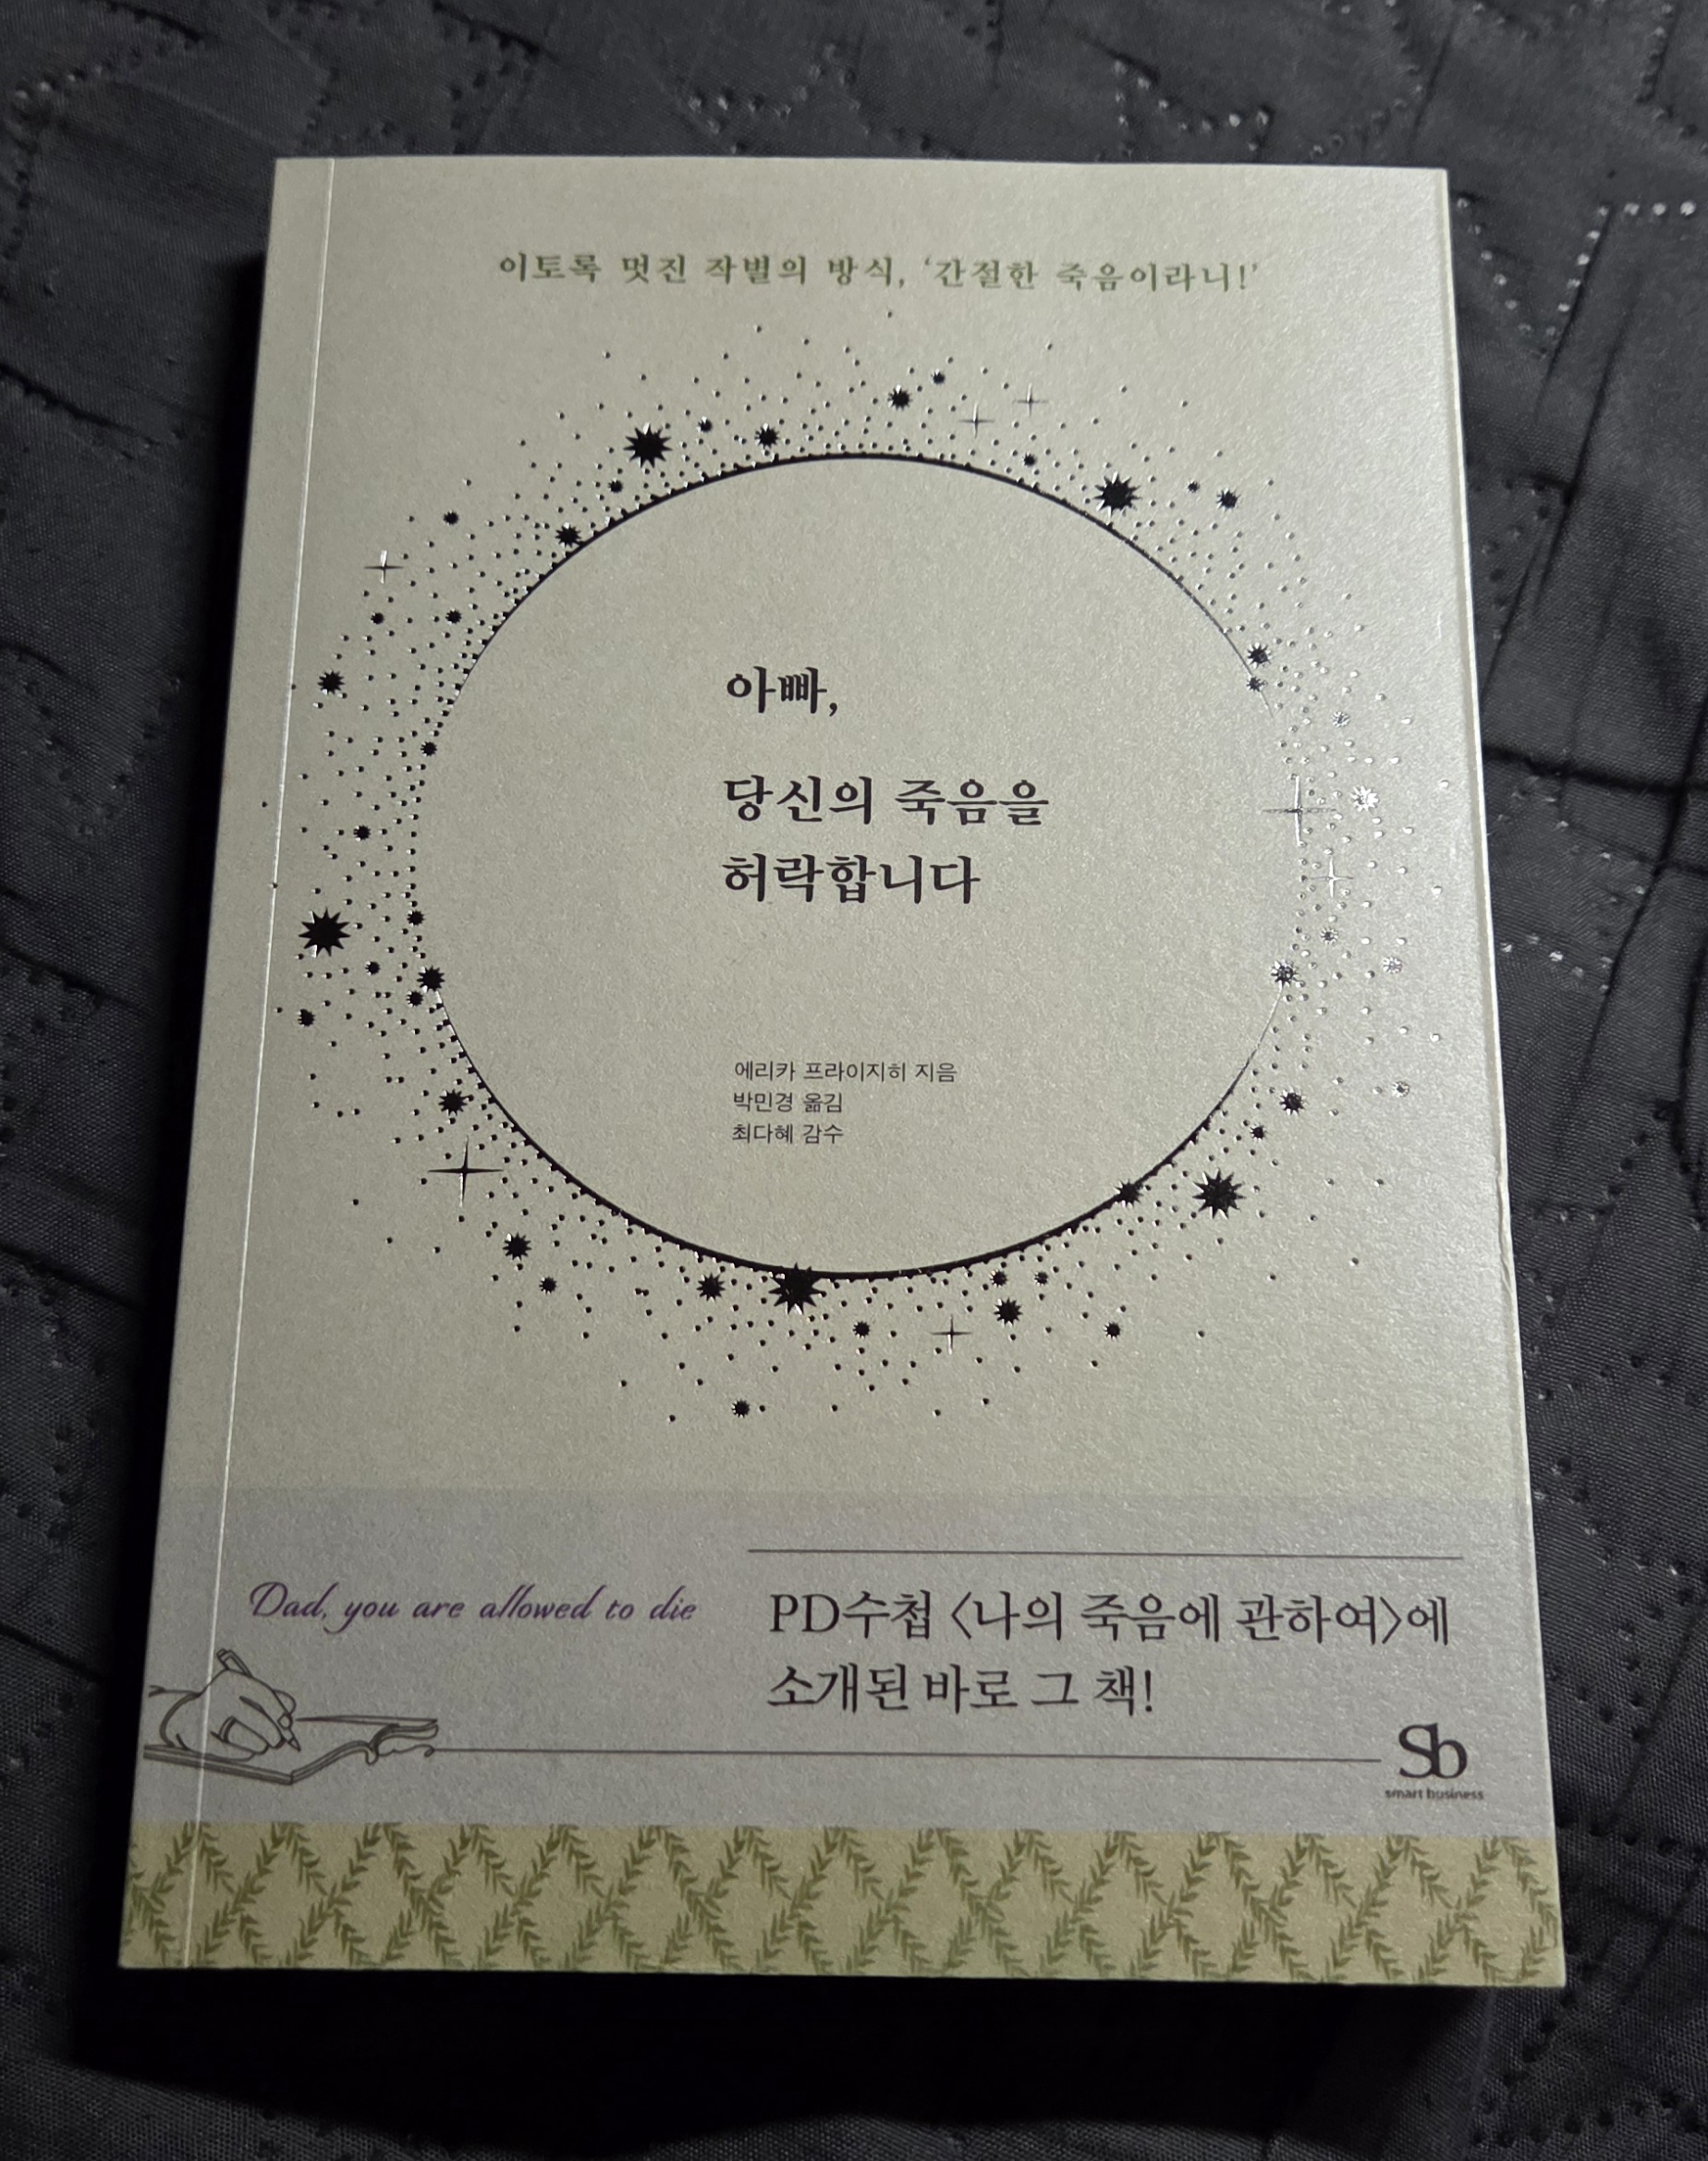 이토록 멋진 작별의 방식, ‘간절한 죽음이라니!’
아빠,
당신의 죽음을
허락합니다
에리카 프라이지히 지음
박민경 옮김
최다혜 감수
Dad, you are allowed to die
PD수첩 〈나의 죽음에 관하여〉에
소개된 바로 그 책!
Sb
smart business